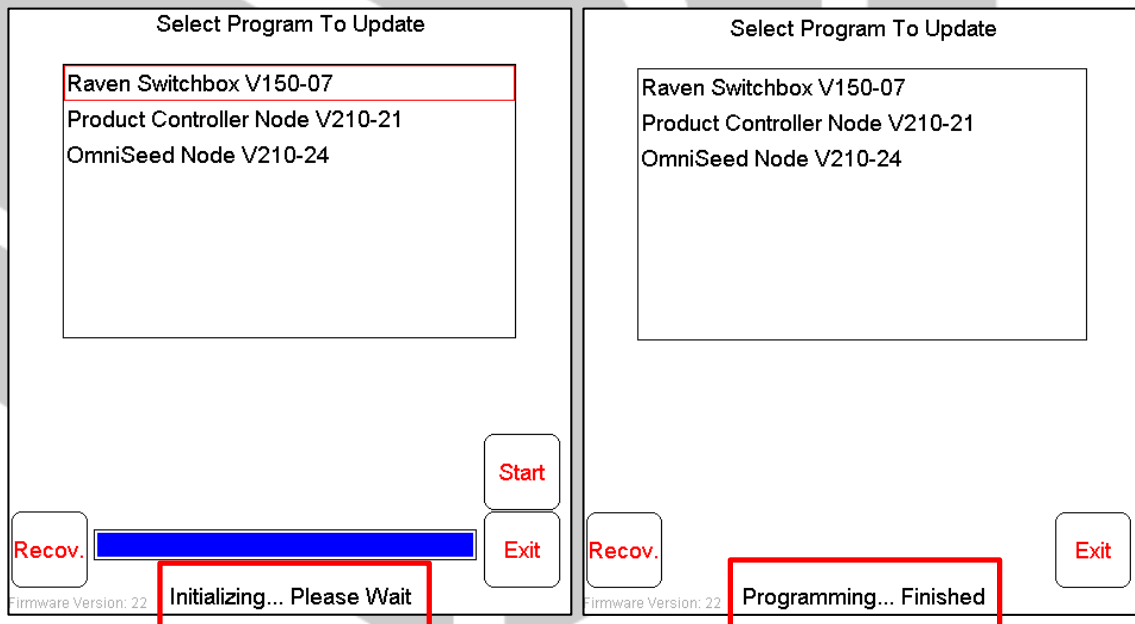 Select Program To Update
Raven Switchbox V150-07
Product Controller Node V210-21
OmniSeed Node V210-24
Start
Recov.
Exit
Firmware Version: 22
Initializing... Please Wait
Select Program To Update
Raven Switchbox V150-07
Product Controller Node V210-21
OmniSeed Node V210-24
Recov.
Exit
Firmware Version: 22
Programming... Finished